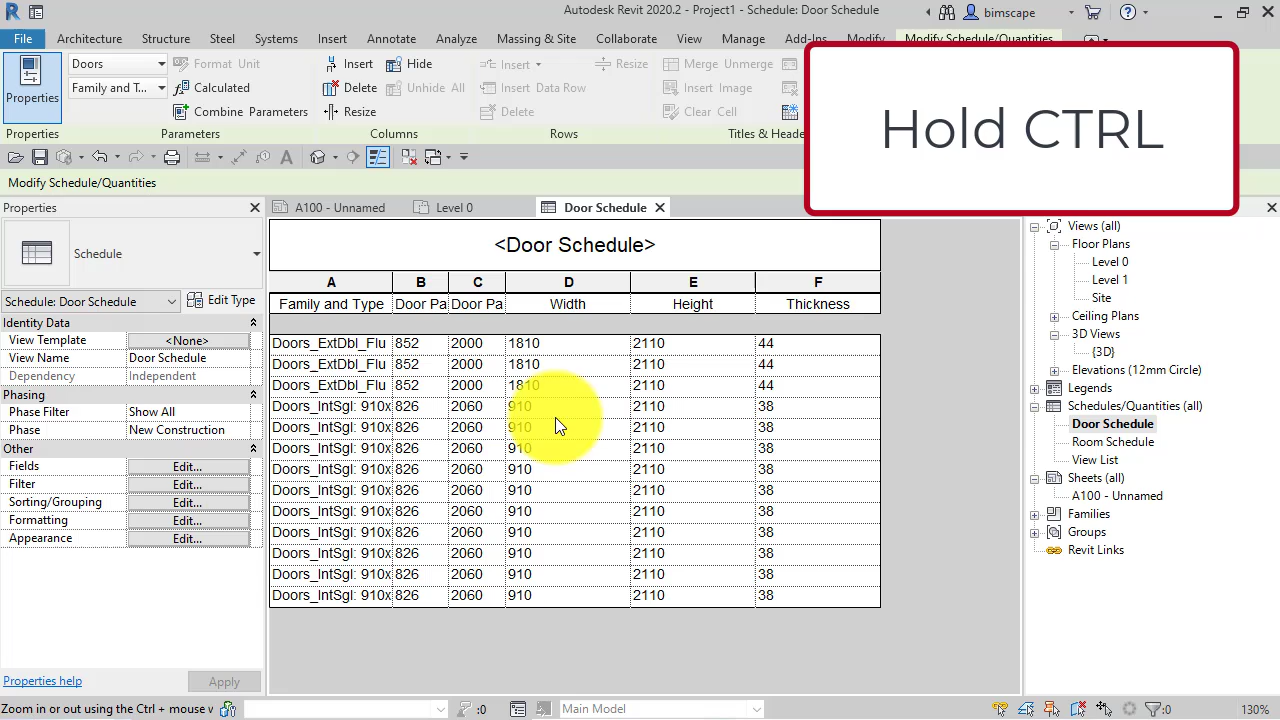 Autodesk Revit 2020.2 - Project1 - Schedule: Door Schedule
bimscape
File Architecture Structure Steel Systems Insert Annotate Analyze Massing & Site Collaborate View Manage Add-Ins Modify Modify Schedule/Quantities
Hold CTRL
Properties
Door
Family and T...
Format Unit
Calculated
Combine Parameters
Insert Hide
Delete Unhide All
Resize
Insert Resize
Insert Data Row
Delete
Merge Unmerge
Insert Image
Clear Cell
Properties Parameters Columns Rows Titles & Heade
Modify Schedule/Quantities
Properties
Schedule
Schedule: Door Schedule Edit Type
Identity Data
View Template <None>
View Name Door Schedule
Dependency Independent
Phasing
Phase Filter Show All
Phase New Construction
Other
Fields Edit...
Filter Edit...
Sorting/Grouping Edit...
Formatting Edit...
Appearance Edit...
Properties help Apply
A100 - Unnamed Level 0 Door Schedule
<Door Schedule>
A B C D E F
Family and Type Door Pa Door Pa Width Height Thickness
Doors_ExtDbl_Flu 852 2000 1810 2110 44
Doors_ExtDbl_Flu 852 2000 1810 2110 44
Doors_ExtDbl_Flu 852 2000 1810 2110 44
Doors_IntSgl: 910x 826 2060 910 2110 38
Doors_IntSgl: 910x 826 2060 910 2110 38
Doors_IntSgl: 910x 826 2060 910 2110 38
Doors_IntSgl: 910x 826 2060 910 2110 38
Doors_IntSgl: 910x 826 2060 910 2110 38
Doors_IntSgl: 910x 826 2060 910 2110 38
Doors_IntSgl: 910x 826 2060 910 2110 38
Doors_IntSgl: 910x 826 2060 910 2110 38
Doors_IntSgl: 910x 826 2060 910 2110 38
Doors_IntSgl: 910x 826 2060 910 2110 38
Views (all)
Floor Plans
Level 0
Level 1
Site
Ceiling Plans
3D Views
{3D}
Elevations (12mm Circle)
Legends
Schedules/Quantities (all)
Door Schedule
Room Schedule
View List
Sheets (all)
A100 - Unnamed
Families
Groups
Revit Links
Zoom in or out using the Ctrl + mouse v :0 Main Model :0 130%